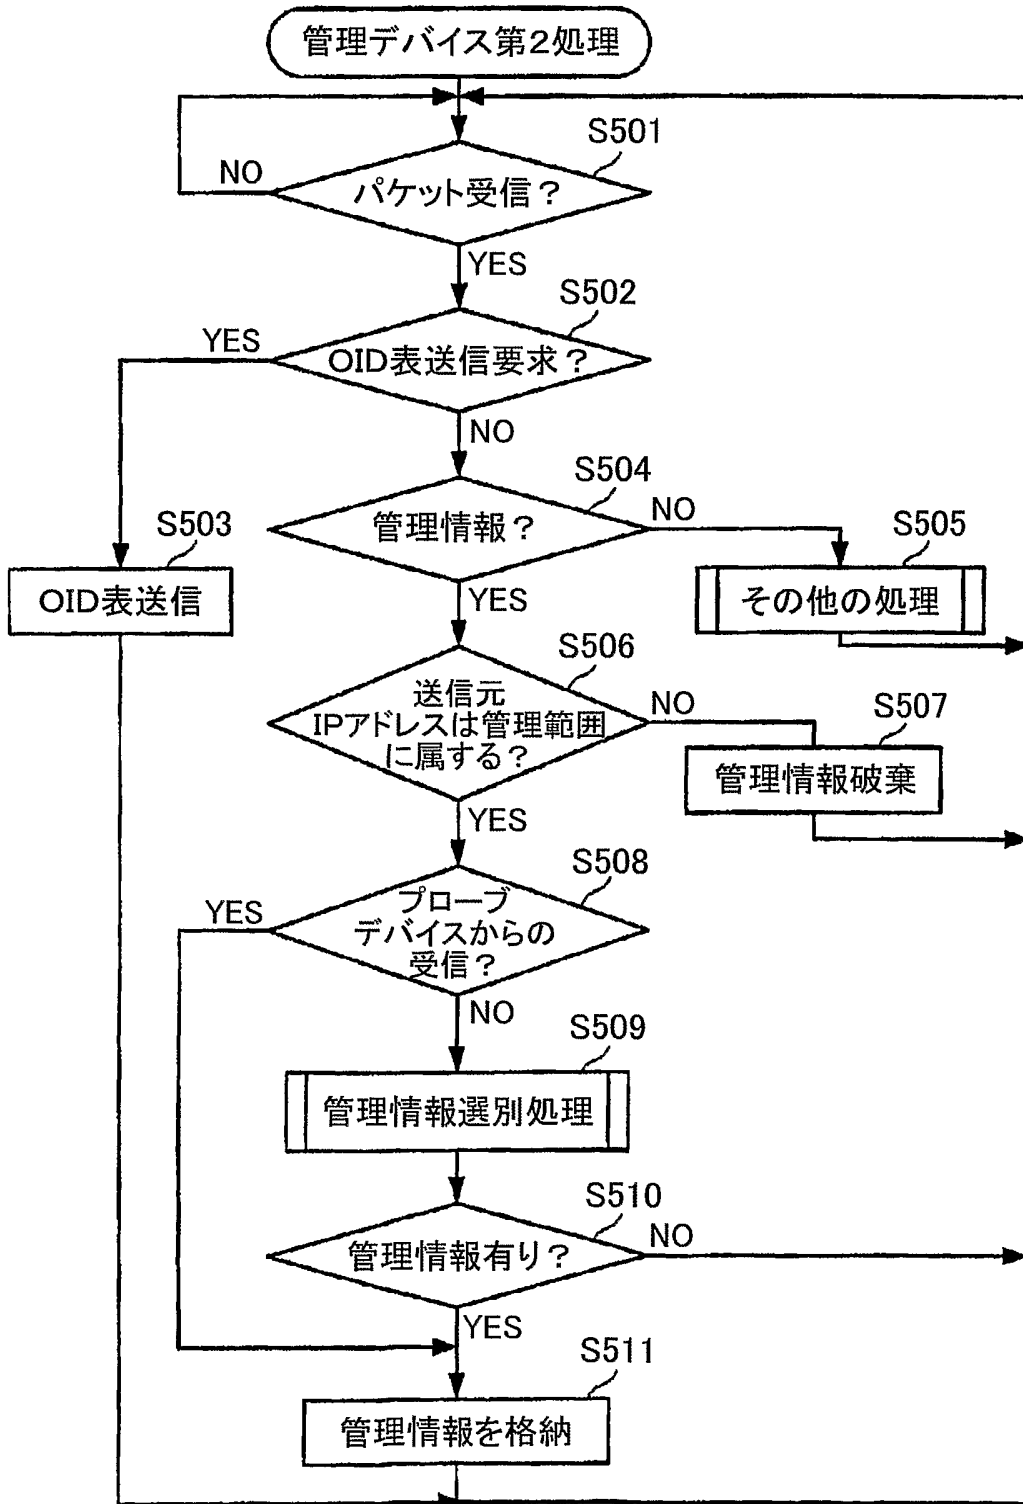 管理デバイス第2処理
S501
NO
パケット受信？
YES
S502
YES
OID表送信要求？
NO
S504
NO
管理情報？
S503
OID表送信
S505
その他の処理
YES
S506
送信元
IPアドレスは管理範囲
に属する？
NO
S507
管理情報破棄
YES
S508
YES
プローブ
デバイスからの
受信？
NO
S509
管理情報選別処理
S510
管理情報有り？
NO
YES
S511
管理情報を格納